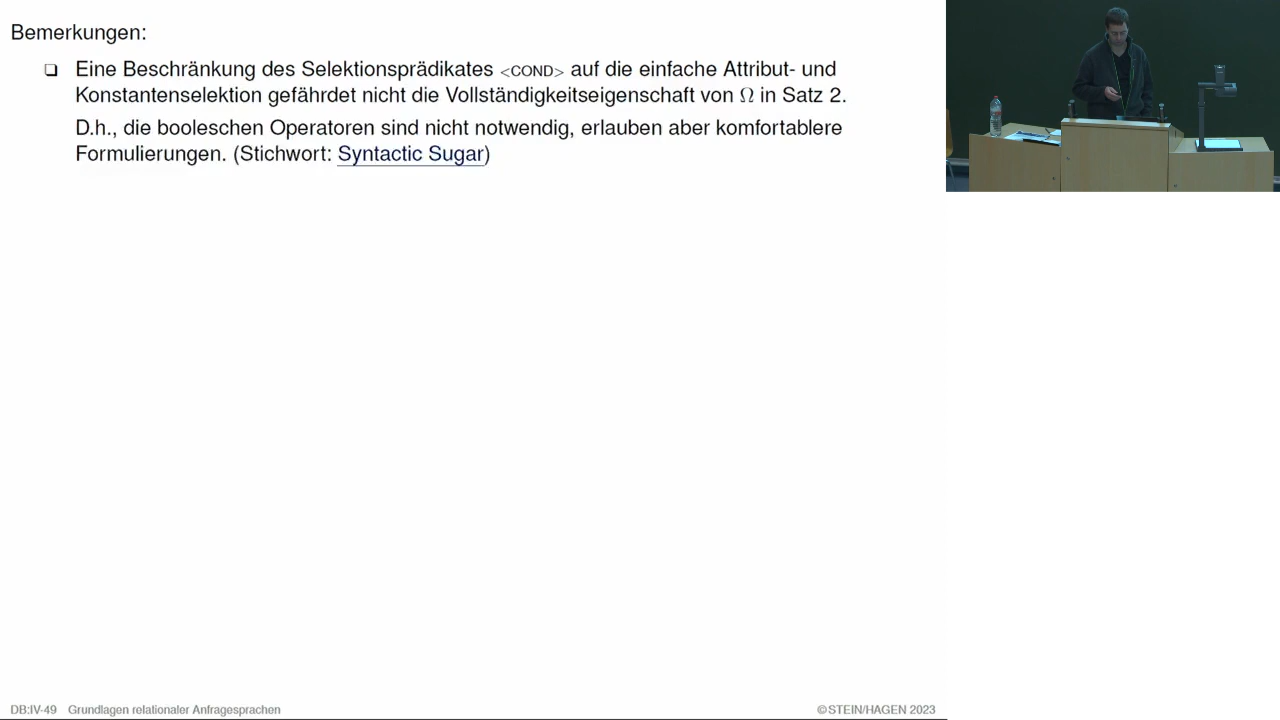 Bemerkungen:
❑ Eine Beschränkung des Selektionsprädikates <COND> auf die einfache Attribut- und
Konstantenselektion gefährdet nicht die Vollständigkeitseigenschaft von Ω in Satz 2.
D.h., die booleschen Operatoren sind nicht notwendig, erlauben aber komfortablere
Formulierungen. (Stichwort: Syntactic Sugar)
DB:IV-49 Grundlagen relationaler Anfragesprachen
©STEIN/HAGEN 2023